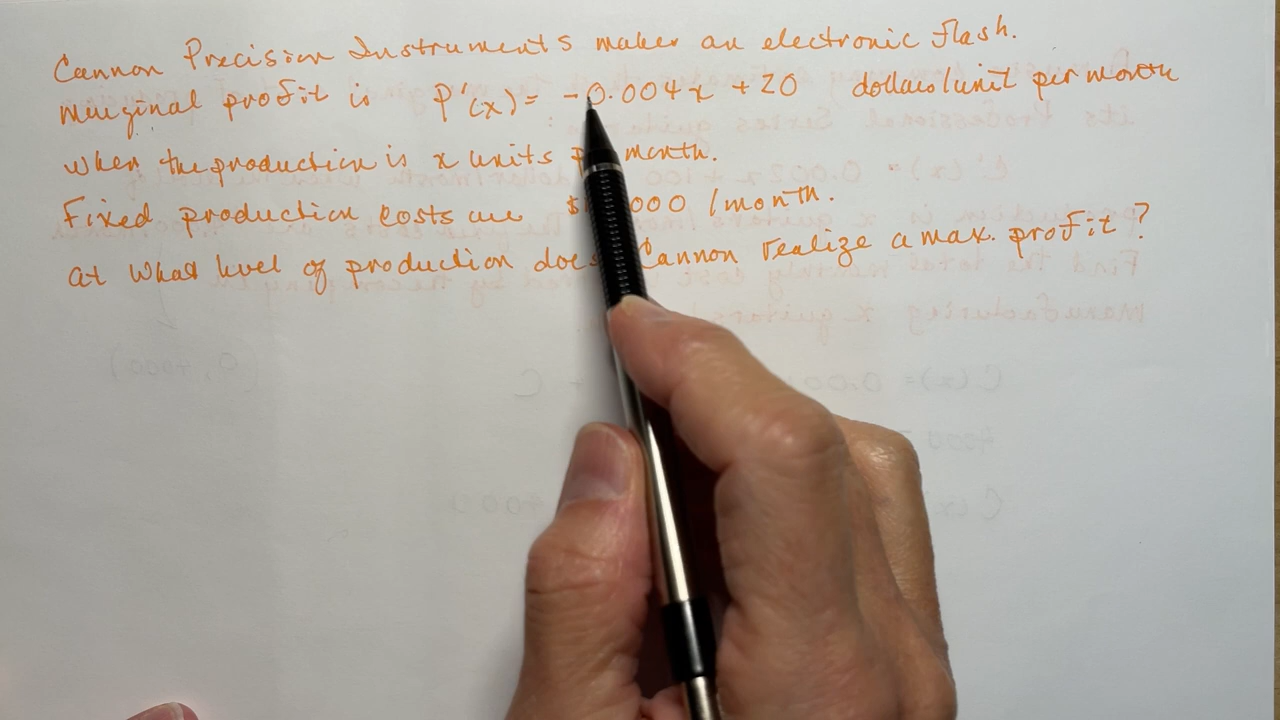 Cannon Precision Instruments makes an electronic flash.
Marginal profit is P'(x) = -0.004x + 20 dollars/unit per month
when the production is x units month.
Fixed production costs are $ 000 /month.
at what level of production does Cannon realize a max. profit?